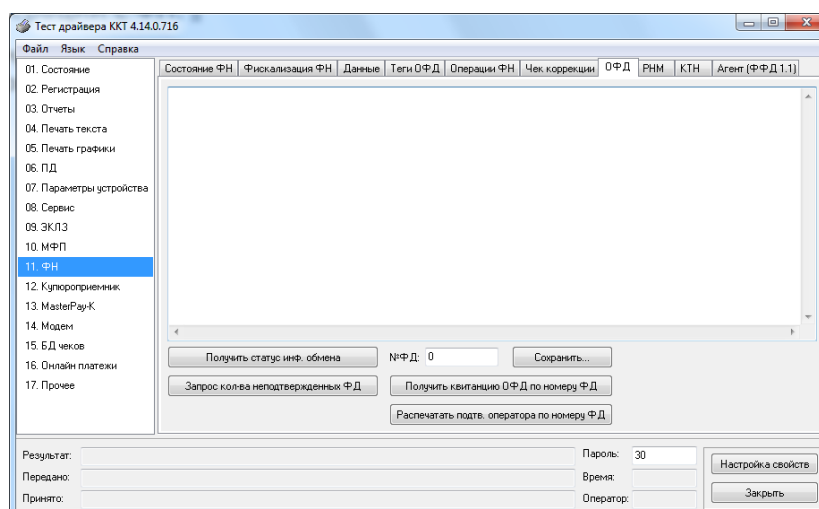 Тест драйвера ККТ 4.14.0.716
Файл Язык Справка
01. Состояние
02. Регистрация
03. Отчеты
04. Печать текста
05. Печать графики
06. ПД
07. Параметры устройства
08. Сервис
09. ЭКЛЗ
10. МФП
11. ФН
12. Купюроприемник
13. MasterPay-K
14. Модем
15. БД чеков
16. Онлайн платежи
17. Прочее
Состояние ФН Фискализация ФН Данные Теги ОФД Операции ФН Чек коррекции ОФД РНМ КТН Агент (ФФД 1.1)
Получить статус инф. обмена №ФД: 0 Сохранить...
Запрос кол-ва неподтвержденных ФД Получить квитанцию ОФД по номеру ФД
Распечатать подтв. оператора по номеру ФД
Результат: Пароль: 30 Настройка свойств
Передано: Время:
Принято: Оператор: Закрыть